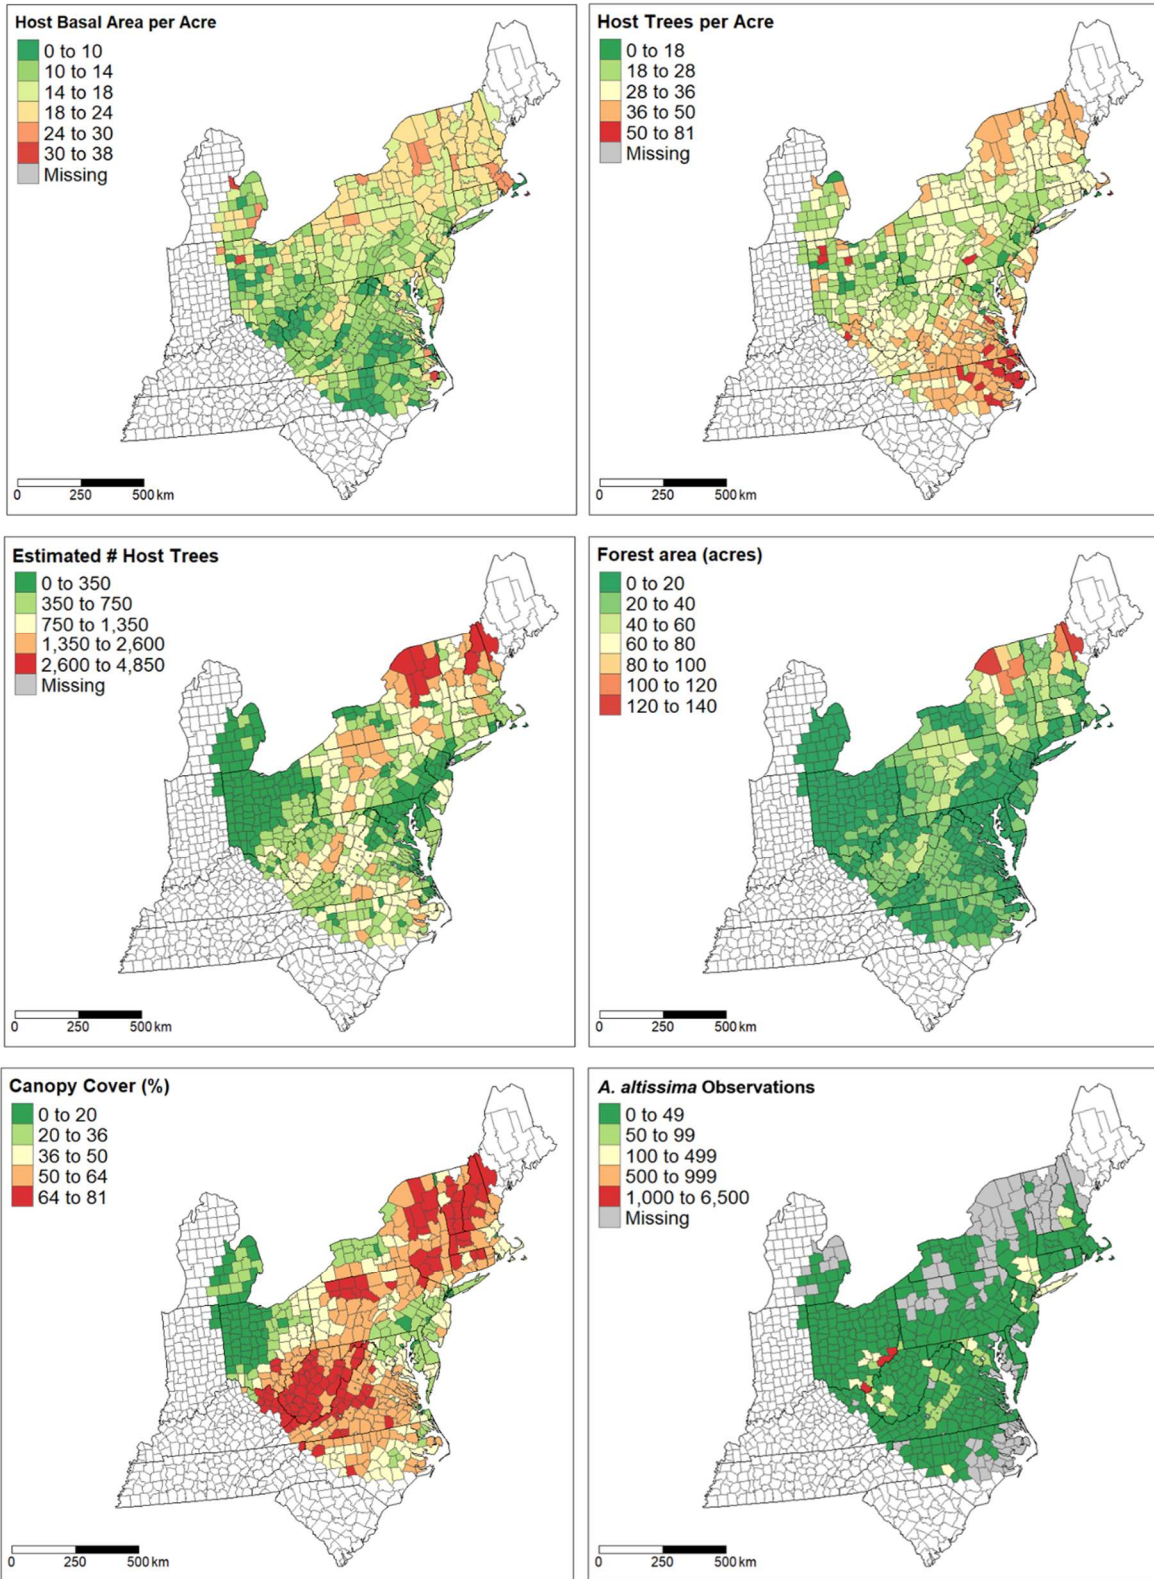 Host Basal Area per Acre
0 to 10
10 to 14
14 to 18
18 to 24
24 to 30
30 to 38
Missing
0 250 500 km
Host Trees per Acre
0 to 18
18 to 28
28 to 36
36 to 50
50 to 81
Missing
0 250 500 km
Estimated # Host Trees
0 to 350
350 to 750
750 to 1,350
1,350 to 2,600
2,600 to 4,850
Missing
0 250 500 km
Forest area (acres)
0 to 20
20 to 40
40 to 60
60 to 80
80 to 100
100 to 120
120 to 140
0 250 500 km
Canopy Cover (%)
0 to 20
20 to 36
36 to 50
50 to 64
64 to 81
0 250 500 km
A. altissima Observations
0 to 49
50 to 99
100 to 499
500 to 999
1,000 to 6,500
Missing
0 250 500 km